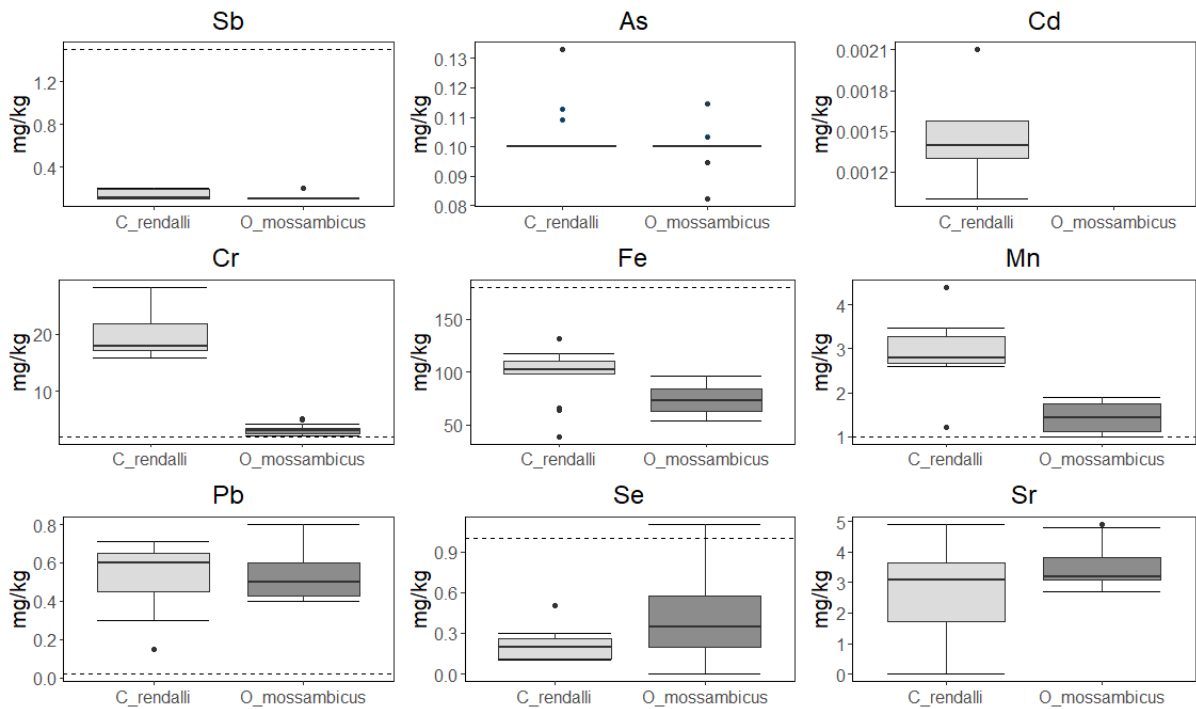 Sb
mg/kg
1.2
0.8
0.4
C_rendalli O_mossambicus
As
mg/kg
0.13
0.12
0.11
0.10
0.09
0.08
C_rendalli O_mossambicus
Cd
mg/kg
0.0021
0.0018
0.0015
0.0012
C_rendalli O_mossambicus
Cr
mg/kg
20
10
C_rendalli O_mossambicus
Fe
mg/kg
150
100
50
C_rendalli O_mossambicus
Mn
mg/kg
4
3
2
1
C_rendalli O_mossambicus
Pb
mg/kg
0.8
0.6
0.4
0.2
0.0
C_rendalli O_mossambicus
Se
mg/kg
0.9
0.6
0.3
0.0
C_rendalli O_mossambicus
Sr
mg/kg
5
4
3
2
1
0
C_rendalli O_mossambicus